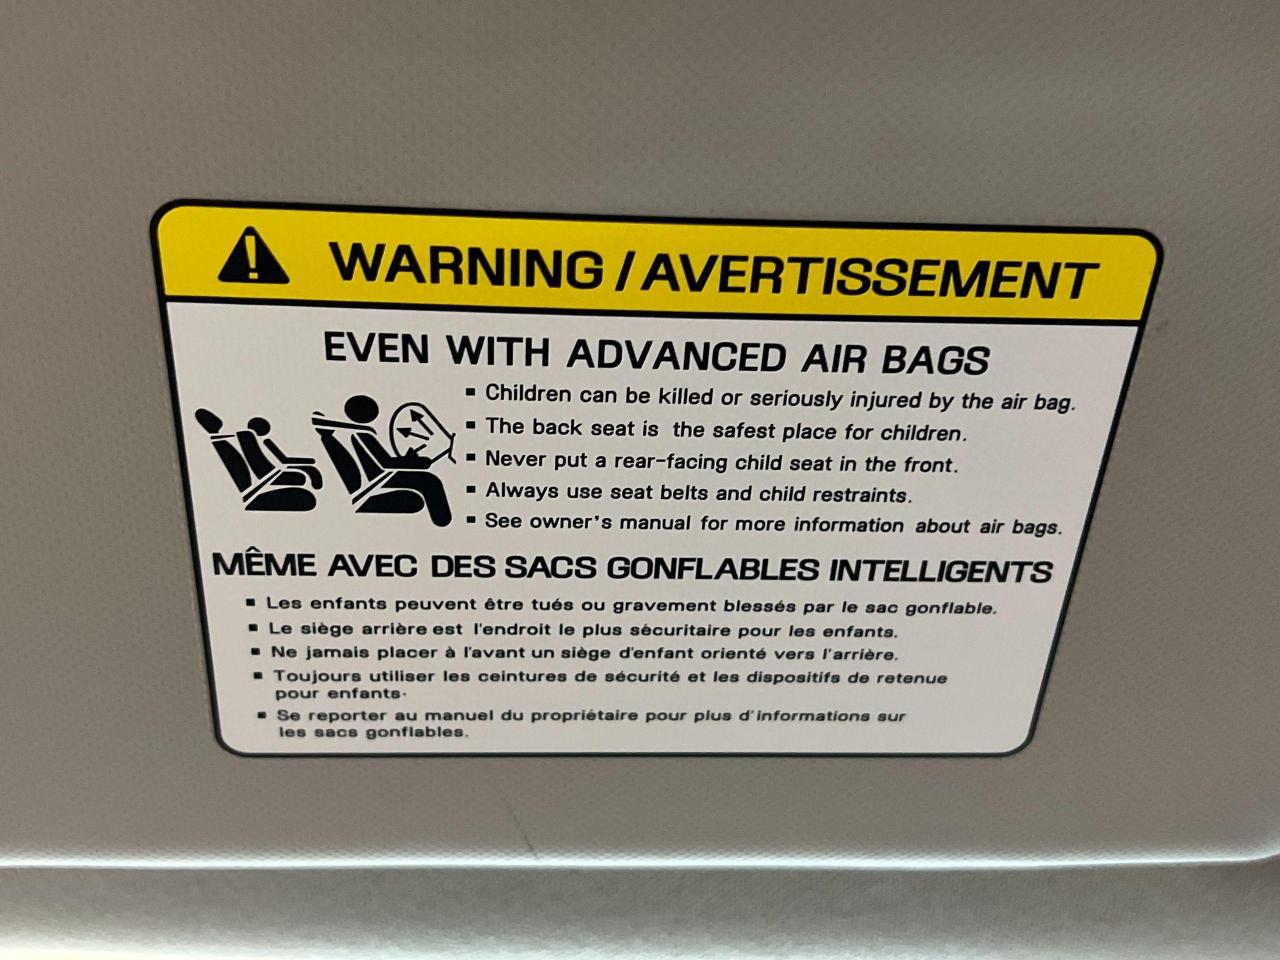 WARNING / AVERTISSEMENT
EVEN WITH ADVANCED AIR BAGS
▪ Children can be killed or seriously injured by the air bag.
▪ The back seat is the safest place for children.
▪ Never put a rear-facing child seat in the front.
▪ Always use seat belts and child restraints.
▪ See owner's manual for more information about air bags.
MÊME AVEC DES SACS GONFLABLES INTELLIGENTS
▪ Les enfants peuvent être tués ou gravement blessés par le sac gonflable.
▪ Le siège arrière est l'endroit le plus sécuritaire pour les enfants.
▪ Ne jamais placer à l'avant un siège d'enfant orienté vers l'arrière.
▪ Toujours utiliser les ceintures de sécurité et les dispositifs de retenue
pour enfants·
▪ Se reporter au manuel du propriétaire pour plus d'informations sur
les sacs gonflables.